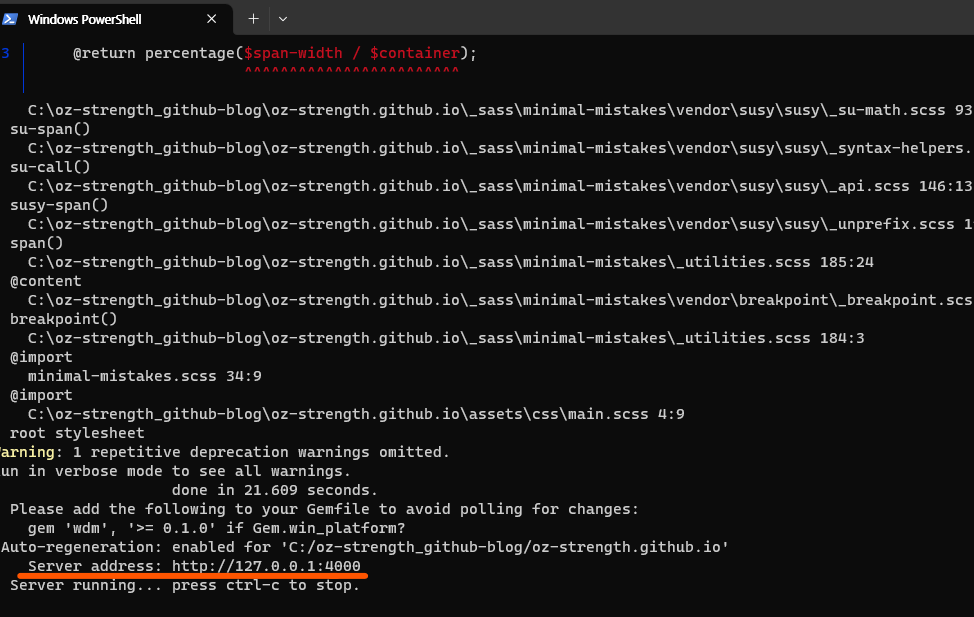 Windows PowerShell
3 @return percentage($span-width / $container);
^^^^^^^^^^^^^^^^^^^^^^^^
C:\oz-strength_github-blog\oz-strength.github.io\_sass\minimal-mistakes\vendor\susy\susy\_su-math.scss 93
su-span()
C:\oz-strength_github-blog\oz-strength.github.io\_sass\minimal-mistakes\vendor\susy\susy\_syntax-helpers.
su-call()
C:\oz-strength_github-blog\oz-strength.github.io\_sass\minimal-mistakes\vendor\susy\susy\_api.scss 146:13
susy-span()
C:\oz-strength_github-blog\oz-strength.github.io\_sass\minimal-mistakes\vendor\susy\susy\_unprefix.scss 1
span()
C:\oz-strength_github-blog\oz-strength.github.io\_sass\minimal-mistakes\_utilities.scss 185:24
@content
C:\oz-strength_github-blog\oz-strength.github.io\_sass\minimal-mistakes\vendor\breakpoint\_breakpoint.scs
breakpoint()
C:\oz-strength_github-blog\oz-strength.github.io\_sass\minimal-mistakes\_utilities.scss 184:3
@import
minimal-mistakes.scss 34:9
@import
C:\oz-strength_github-blog\oz-strength.github.io\assets\css\main.scss 4:9
root stylesheet
arning: 1 repetitive deprecation warnings omitted.
un in verbose mode to see all warnings.
done in 21.609 seconds.
Please add the following to your Gemfile to avoid polling for changes:
gem 'wdm', '>= 0.1.0' if Gem.win_platform?
Auto-regeneration: enabled for 'C:/oz-strength_github-blog/oz-strength.github.io'
Server address: http://127.0.0.1:4000
Server running... press ctrl-c to stop.